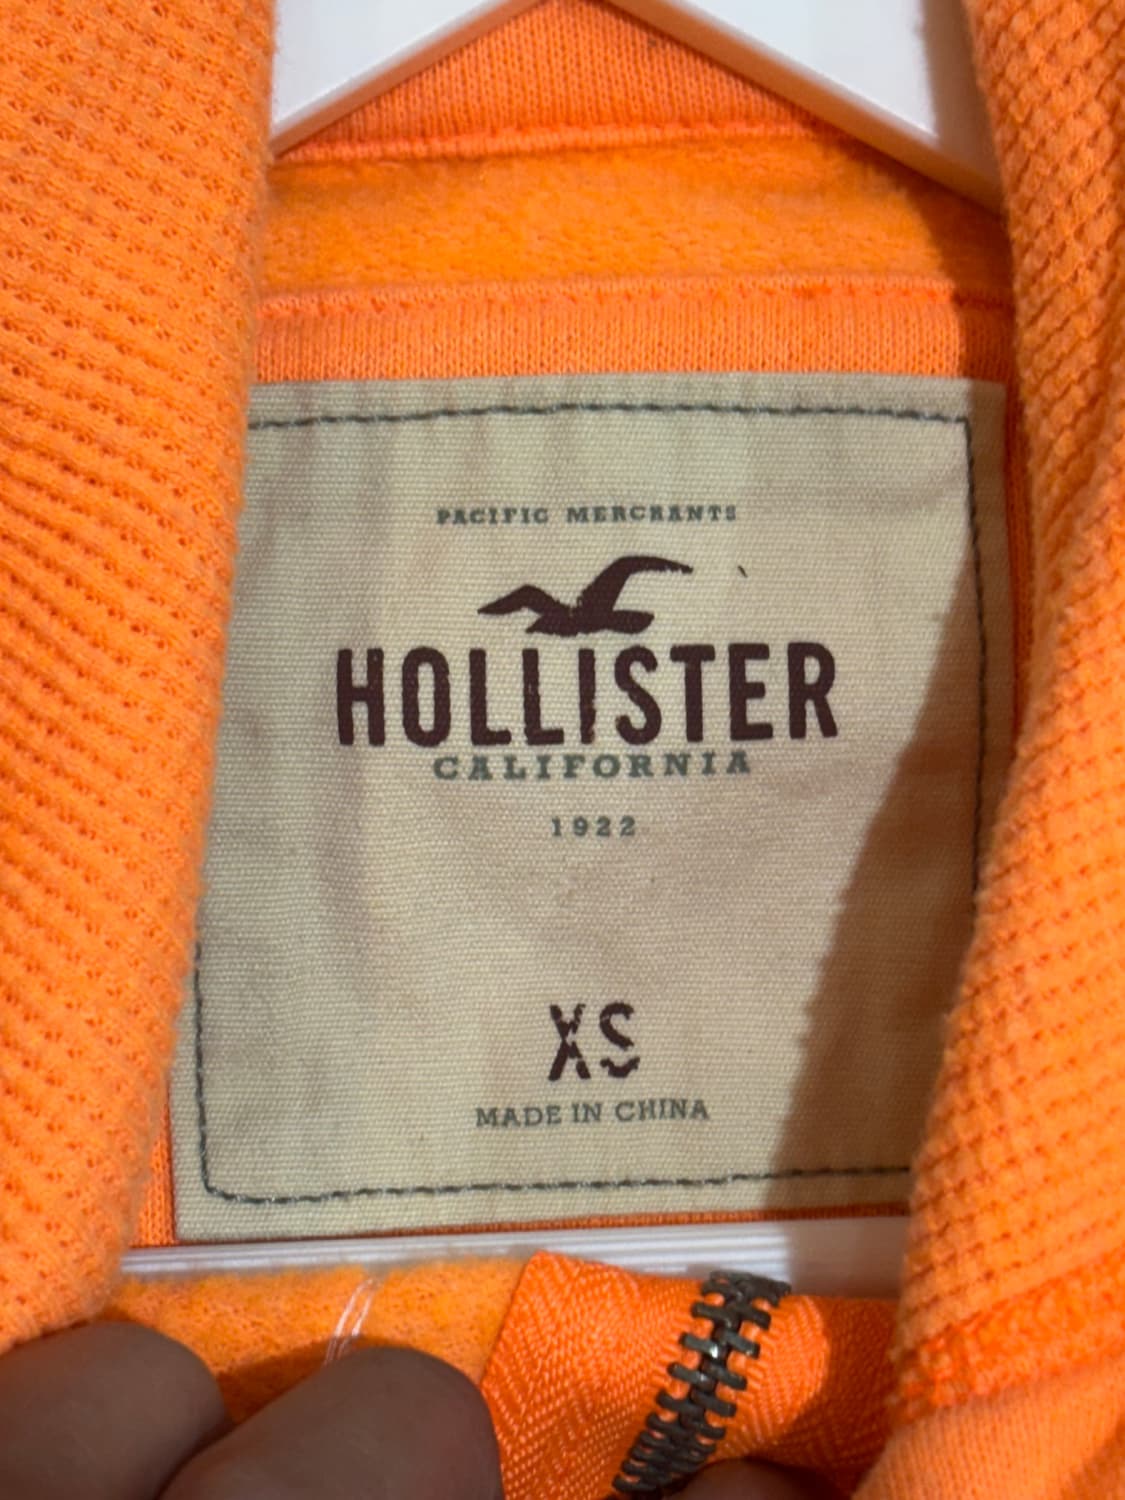 PACIFIC MERCHANTS
HOLLISTER
CALIFORNIA
1922
XS
MADE IN CHINA